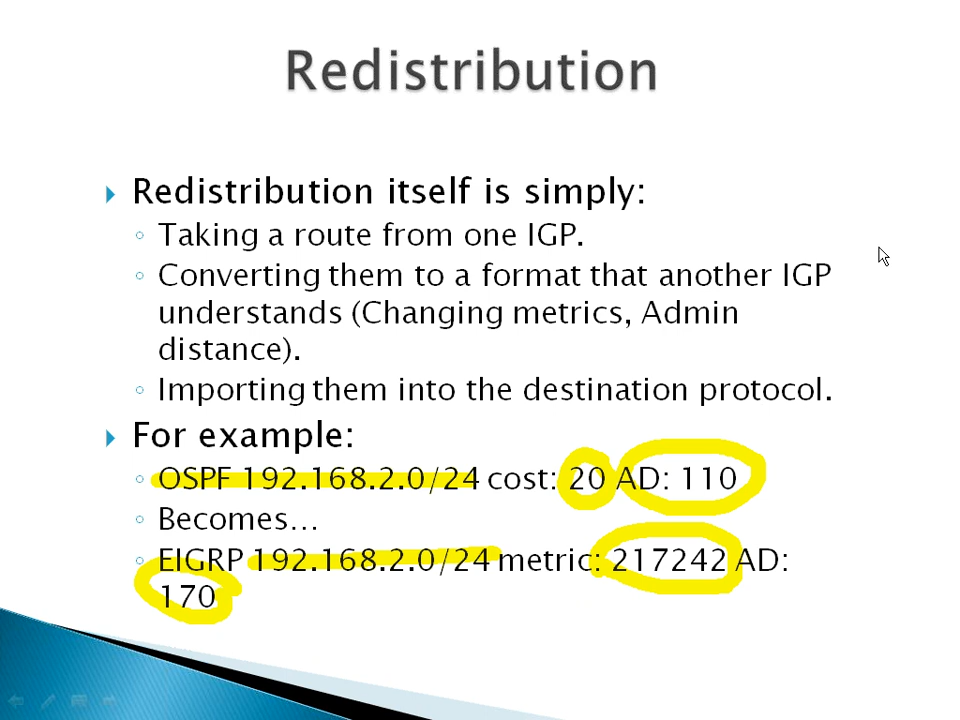 Redistribution
Redistribution itself is simply:
Taking a route from one IGP.
Converting them to a format that another IGP
understands (Changing metrics, Admin
distance).
Importing them into the destination protocol.
For example:
OSPF 192.168.2.0/24 cost: 20 AD: 110
Becomes...
EIGRP 192.168.2.0/24 metric: 217242 AD:
170